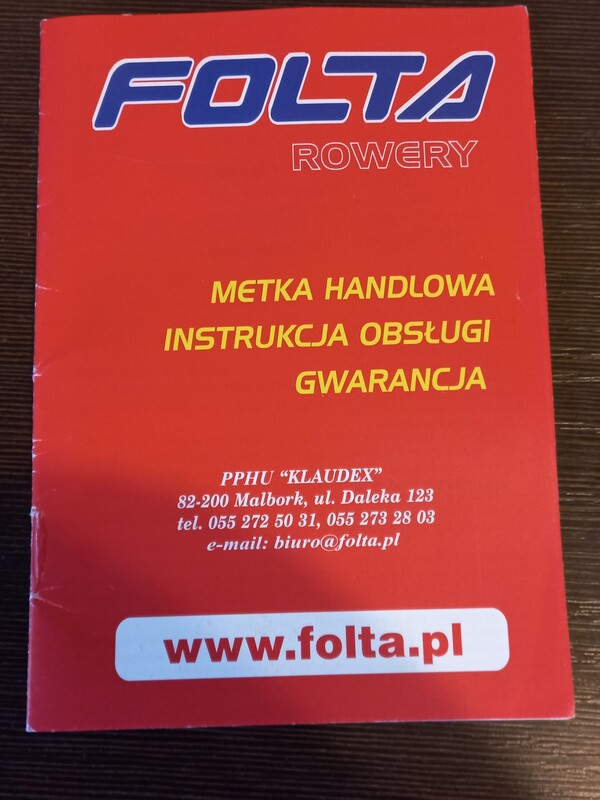 FOLTA
ROWERY
METKA HANDLOWA
INSTRUKCJA OBSŁUGI
GWARANCJA
PPHU "KLAUDEX"
82-200 Malbork, ul. Daleka 123
tel. 055 272 50 31, 055 273 28 03
e-mail: biuro@folta.pl
www.folta.pl